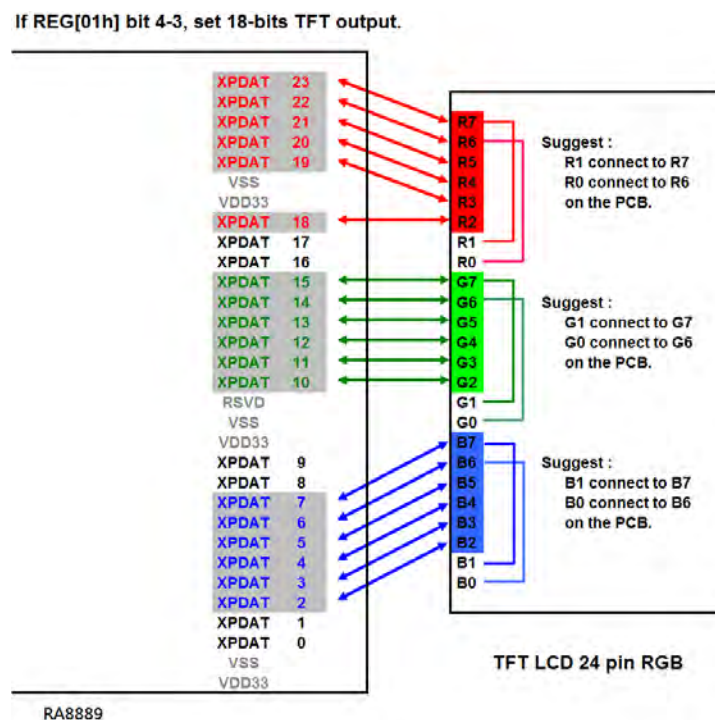 If REG[01h] bit 4-3, set 18-bits TFT output.
XPDAT 23
XPDAT 22
XPDAT 21
XPDAT 20
XPDAT 19
VSS
VDD33
XPDAT 18
XPDAT 17
XPDAT 16
XPDAT 15
XPDAT 14
XPDAT 13
XPDAT 12
XPDAT 11
XPDAT 10
RSVD
VSS
VDD33
XPDAT 9
XPDAT 8
XPDAT 7
XPDAT 6
XPDAT 5
XPDAT 4
XPDAT 3
XPDAT 2
XPDAT 1
XPDAT 0
VSS
VDD33
RA8889
R7
R6
R5
R4
R3
R2
R1
R0
G7
G6
G5
G4
G3
G2
G1
G0
B7
B6
B5
B4
B3
B2
B1
B0
Suggest :
R1 connect to R7
R0 connect to R6
on the PCB.
Suggest :
G1 connect to G7
G0 connect to G6
on the PCB.
Suggest :
B1 connect to B7
B0 connect to B6
on the PCB.
TFT LCD 24 pin RGB